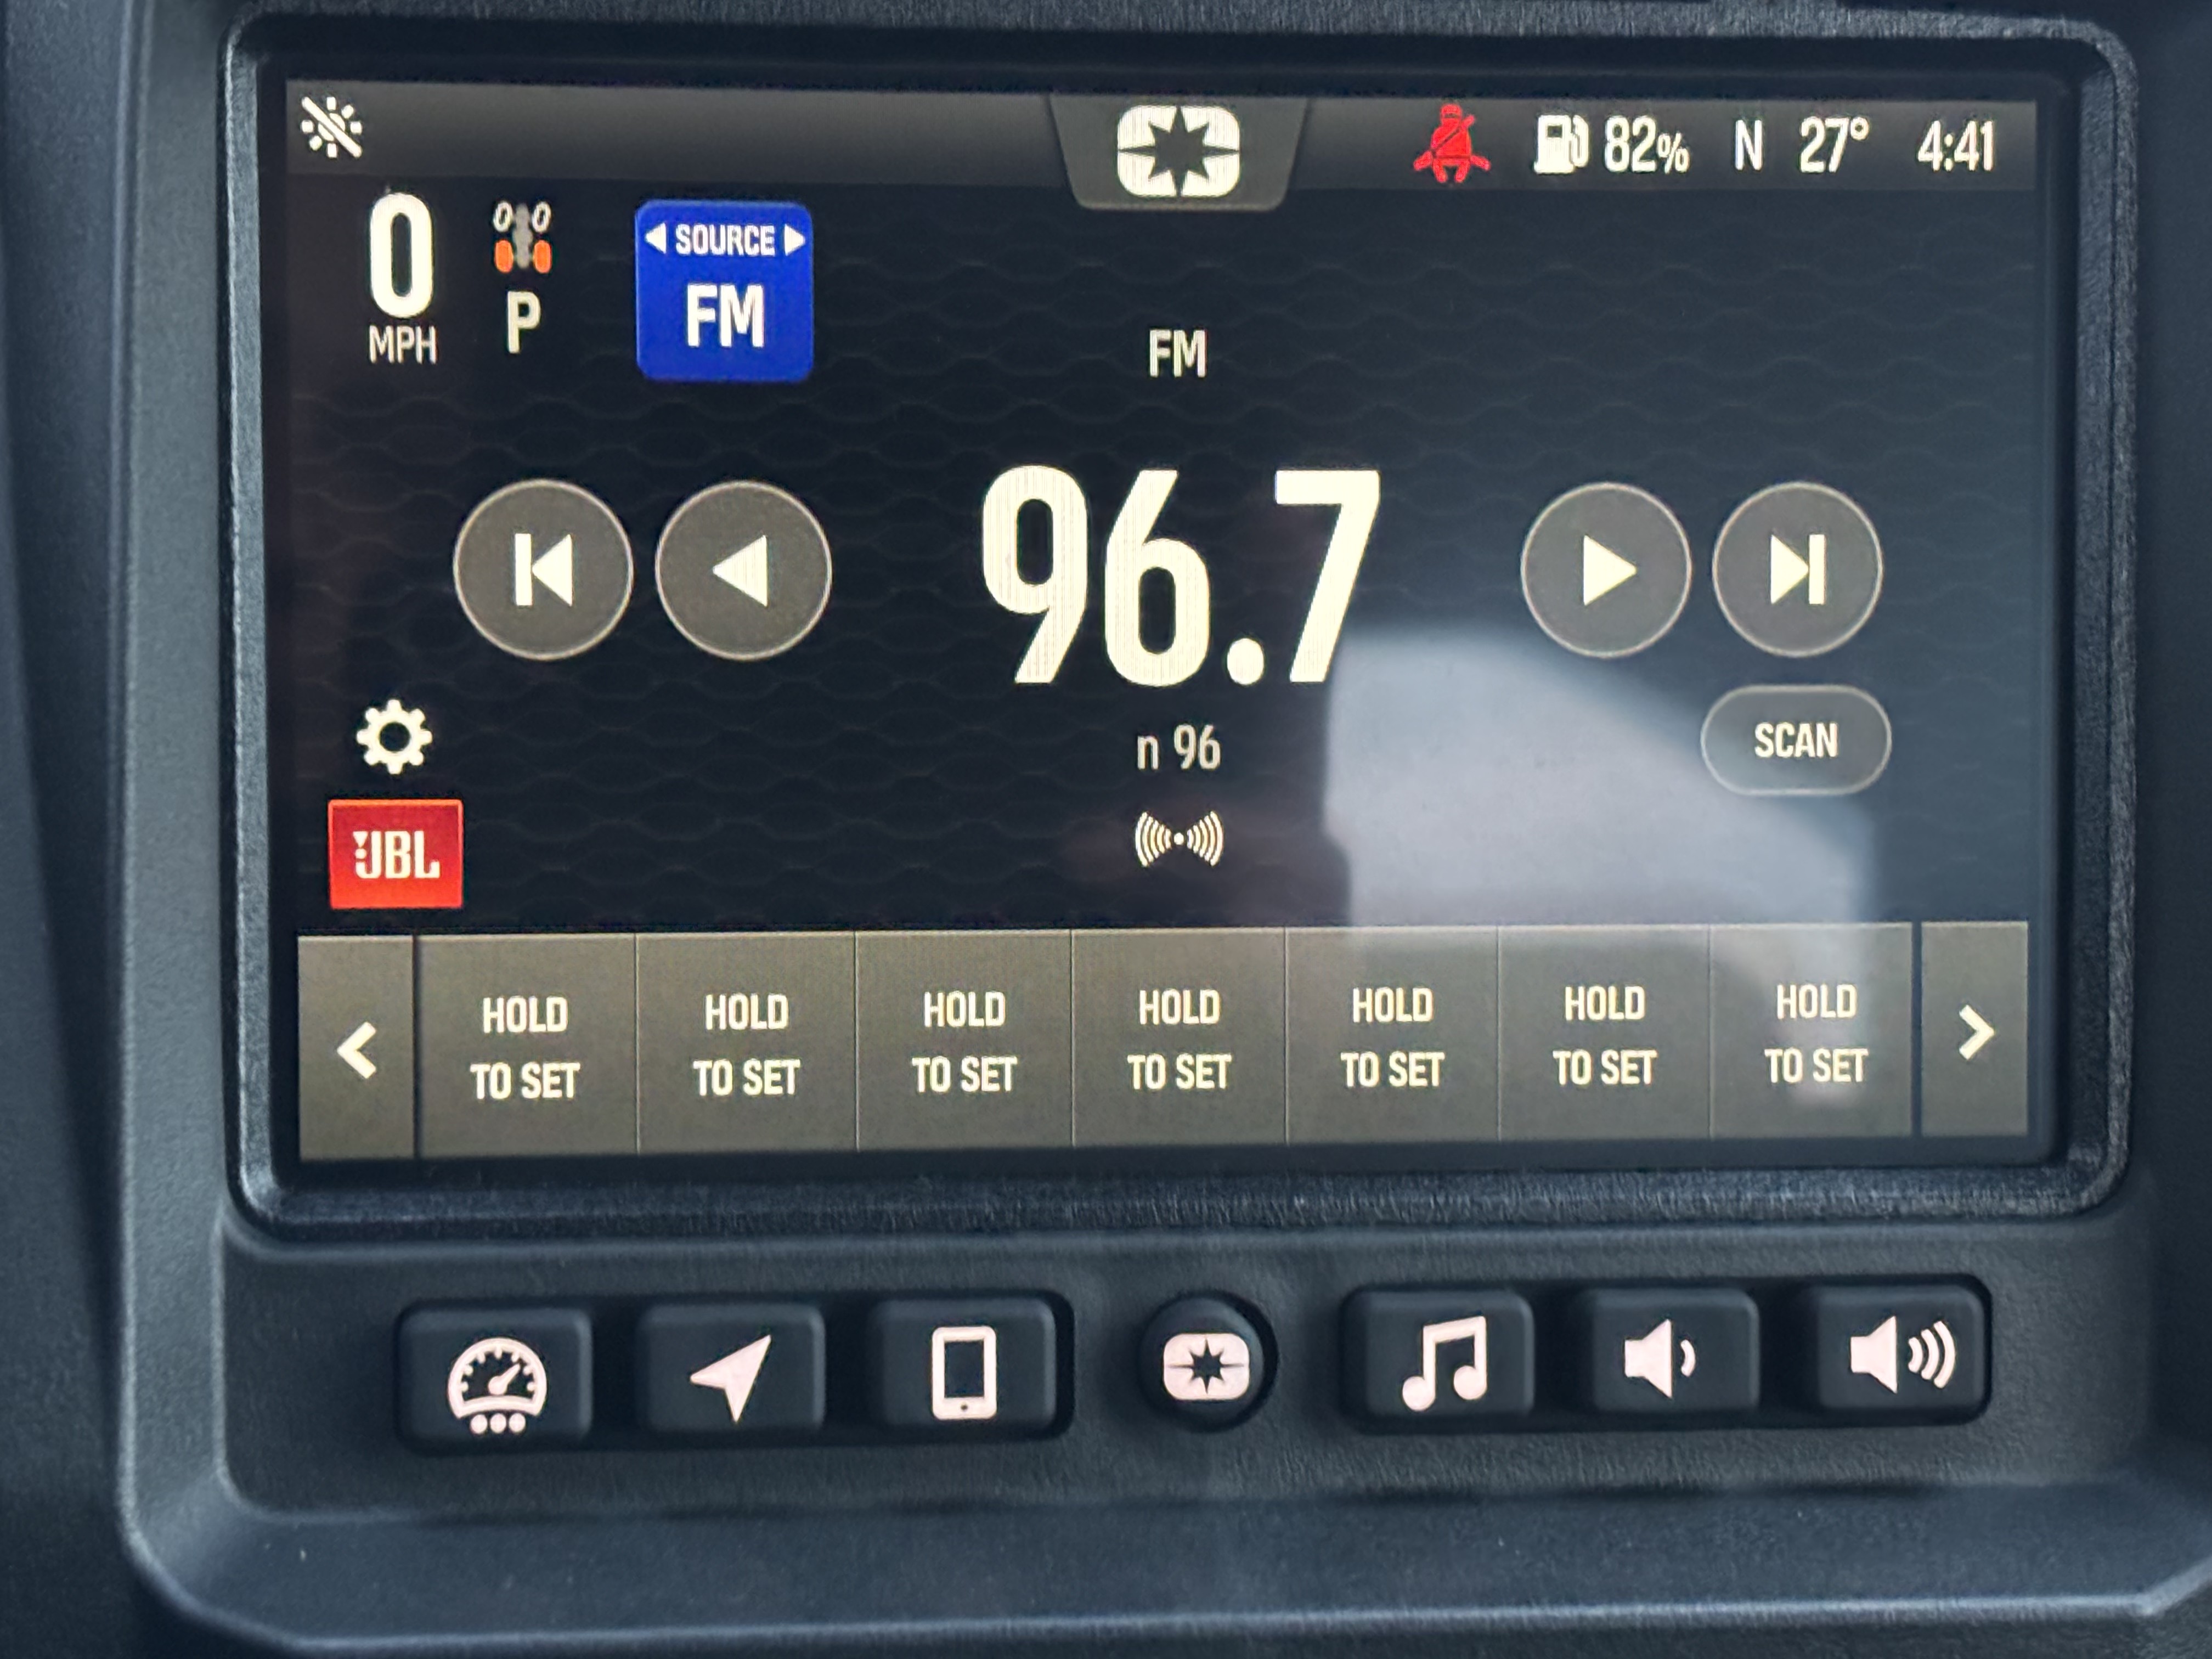 82% N 27° 4:41
0
MPH
P
SOURCE
FM
FM
96.7
n 96
SCAN
JBL
HOLD
TO SET
HOLD
TO SET
HOLD
TO SET
HOLD
TO SET
HOLD
TO SET
HOLD
TO SET
HOLD
TO SET